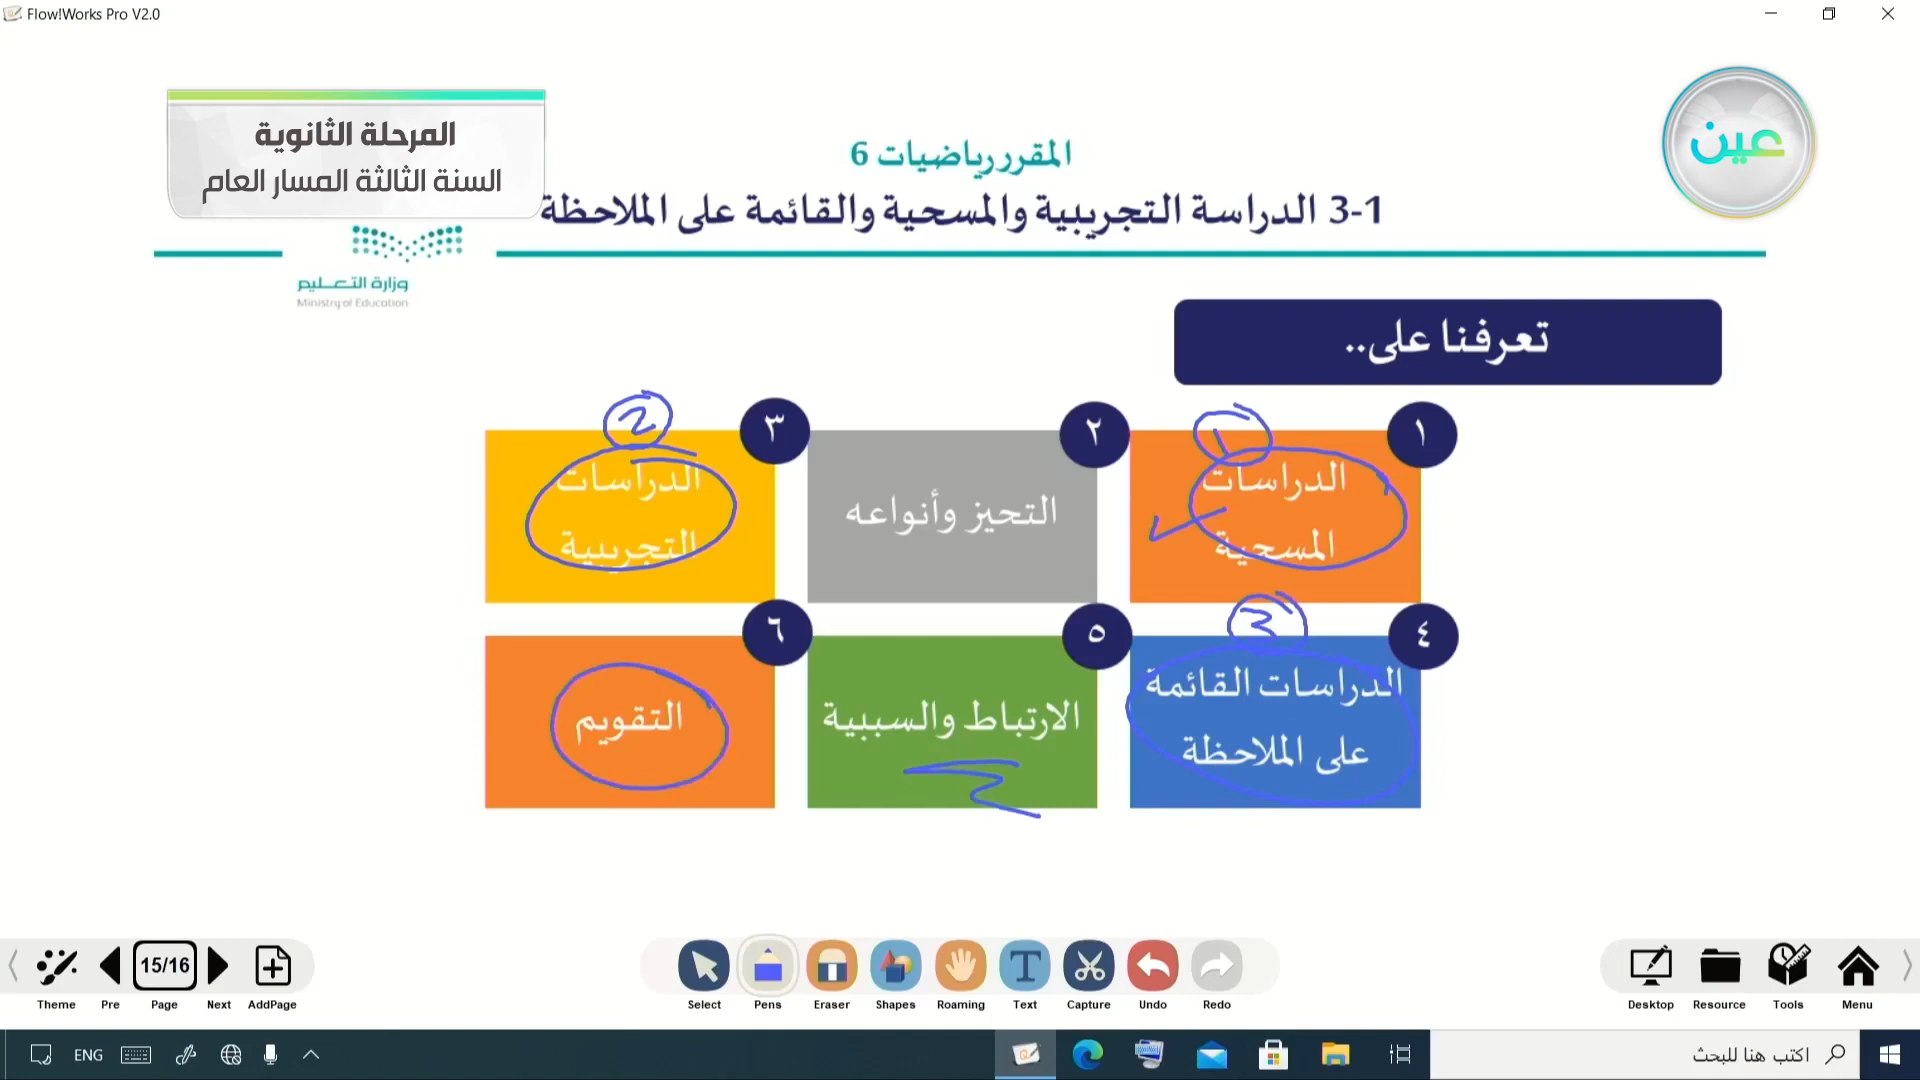 Flow!Works Pro V2.0
المرحلة الثانوية
السنة الثالثة المسار العام
عين
المقرر رياضيات 6
3-1 الدراسة التجريبية والمسحية والقائمة على الملاحظة
وزارة التعليم
Ministry of Education
تعرفنا على..
١
1
الدراسات
المسحية
٢
التحيز وأنواعه
٣
2
الدراسات
التجريبية
٤
3
الدراسات القائمة
على الملاحظة
٥
الارتباط والسببية
٦
التقويم
15/16
Theme Pre Page Next AddPage
Select Pens Eraser Shapes Roaming Text Capture Undo Redo
Desktop Resource Tools Menu
ENG
اكتب هنا للبحث